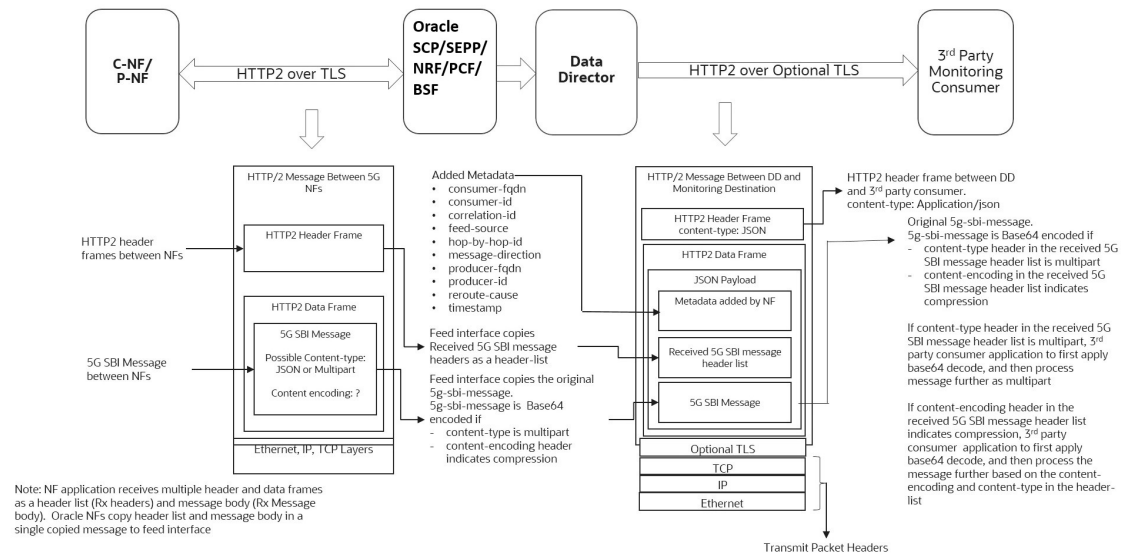 C-NF/
P-NF
HTTP2 over TLS
Oracle
SCP/SEPP/
NRF/PCF/
BSF
Data
Director
HTTP2 over Optional TLS
3rd Party
Monitoring
Consumer
HTTP2 header
frames between NFs
5G SBI Message
between NFs
HTTP/2 Message Between 5G
NFs
HTTP2 Header Frame
HTTP2 Data Frame
5G SBI Message
Possible Content-type:
JSON or Multipart
Content encoding: ?
Ethernet, IP, TCP Layers
Added Metadata
• consumer-fqdn
• consumer-id
• correlation-id
• feed-source
• hop-by-hop-id
• message-direction
• producer-fqdn
• producer-id
• reroute-cause
• timestamp
Feed interface copies
Received 5G SBI message
headers as a header-list
Feed interface copies the original
5g-sbi-message.
5g-sbi-message is Base64
encoded if
- content-type is multipart
- content-encoding header
indicates compression
HTTP/2 Message Between DD and
Monitoring Destination
HTTP2 Header Frame
content-type: JSON
HTTP2 Data Frame
JSON Payload
Metadata added by NF
Received 5G SBI message
header list
5G SBI Message
Optional TLS
TCP
IP
Ethernet
Transmit Packet Headers
HTTP2 header frame between DD
and 3rd party consumer.
content-type: Application/json
Original 5g-sbi-message.
5g-sbi-message is Base64 encoded if
- content-type header in the received 5G
SBI message header list is multipart
- content-encoding in the received 5G
SBI message header list indicates
compression
If content-type header in the received 5G
SBI message header list is multipart, 3rd
party consumer application to first apply
base64 decode, and then process
message further as multipart
If content-encoding header in the
received 5G SBI message header list
indicates compression, 3rd party
consumer application to first apply
base64 decode, and then process the
message further based on the content-
encoding and content-type in the header-
list
Note: NF application receives multiple header and data frames
as a header list (Rx headers) and message body (Rx Message
body). Oracle NFs copy header list and message body in a
single copied message to feed interface